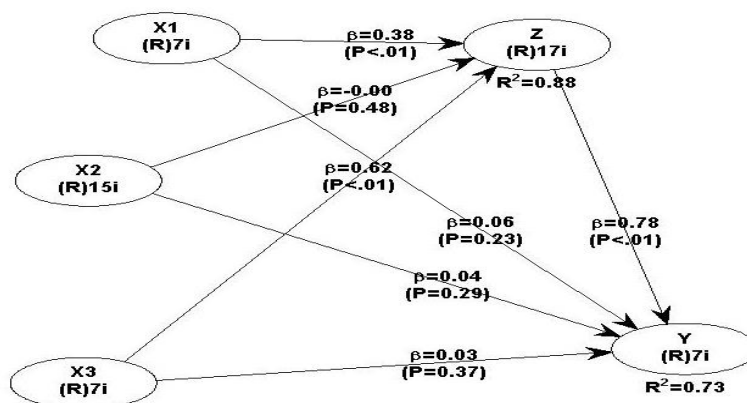 X1
(R)7i
Z
(R)17i
β=0.38
(P<.01)
R²=0.88
β=-0.00
(P=0.48)
X2
(R)15i
β=0.62
(P<.01)
β=0.06
(P=0.23)
β=0.78
(P<.01)
β=0.04
(P=0.29)
Y
(R)7i
R²=0.73
β=0.03
(P=0.37)
X3
(R)7i